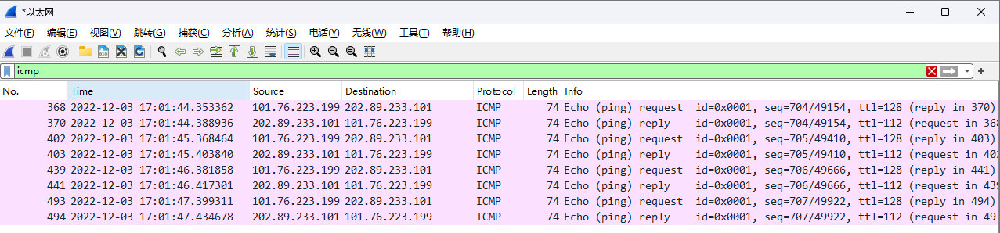 *以太网
文件(F) 编辑(E) 视图(V) 跳转(G) 捕获(C) 分析(A) 统计(S) 电话(Y) 无线(W) 工具(T) 帮助(H)
icmp
No. Time Source Destination Protocol Length Info
368 2022-12-03 17:01:44.353362 101.76.223.199 202.89.233.101 ICMP 74 Echo (ping) request id=0x0001, seq=704/49154, ttl=128 (reply in 370)
370 2022-12-03 17:01:44.388936 202.89.233.101 101.76.223.199 ICMP 74 Echo (ping) reply id=0x0001, seq=704/49154, ttl=112 (request in 368
402 2022-12-03 17:01:45.368464 101.76.223.199 202.89.233.101 ICMP 74 Echo (ping) request id=0x0001, seq=705/49410, ttl=128 (reply in 403)
403 2022-12-03 17:01:45.403840 202.89.233.101 101.76.223.199 ICMP 74 Echo (ping) reply id=0x0001, seq=705/49410, ttl=112 (request in 402
439 2022-12-03 17:01:46.381858 101.76.223.199 202.89.233.101 ICMP 74 Echo (ping) request id=0x0001, seq=706/49666, ttl=128 (reply in 441)
441 2022-12-03 17:01:46.417301 202.89.233.101 101.76.223.199 ICMP 74 Echo (ping) reply id=0x0001, seq=706/49666, ttl=112 (request in 439
493 2022-12-03 17:01:47.399311 101.76.223.199 202.89.233.101 ICMP 74 Echo (ping) request id=0x0001, seq=707/49922, ttl=128 (reply in 494)
494 2022-12-03 17:01:47.434678 202.89.233.101 101.76.223.199 ICMP 74 Echo (ping) reply id=0x0001, seq=707/49922, ttl=112 (request in 493